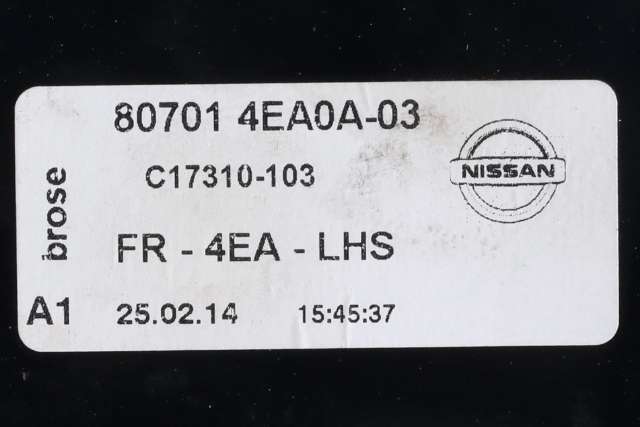 80701 4EA0A-03
C17310-103
NISSAN
brose
FR - 4EA - LHS
A1 25.02.14 15:45:37